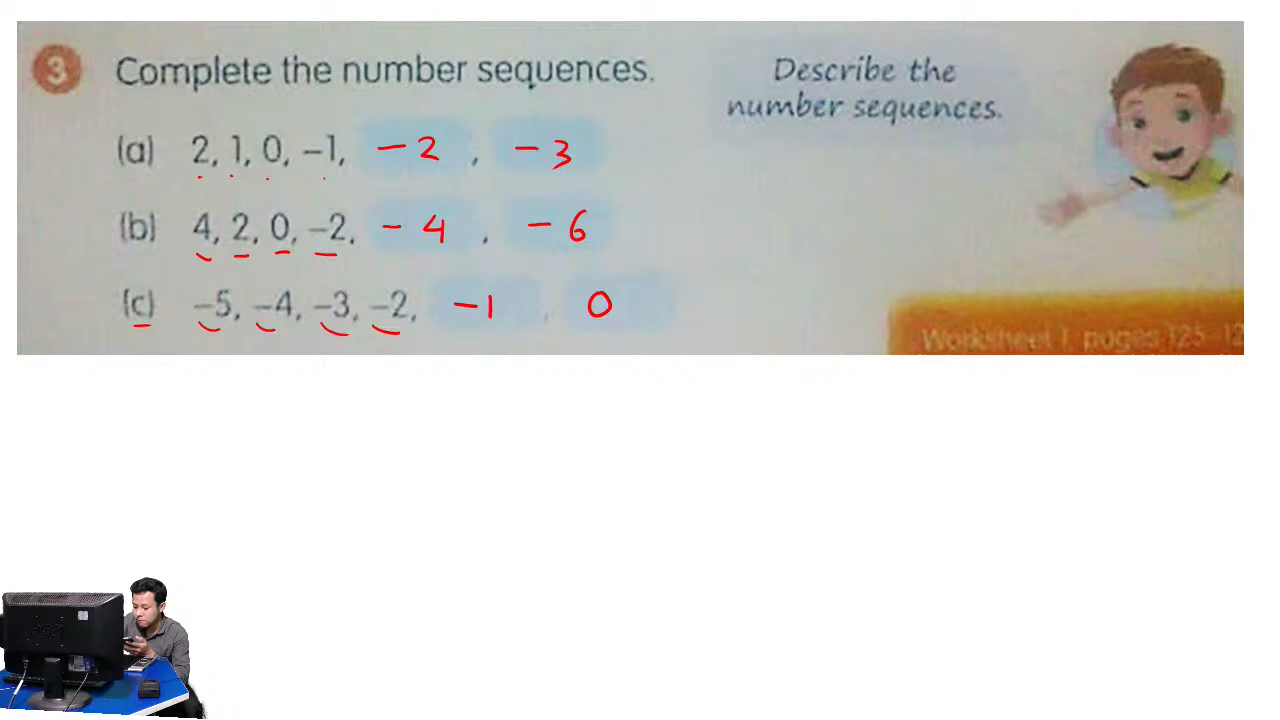 3 Complete the number sequences.
Describe the
number sequences.
(a) 2, 1, 0, -1, -2, -3
(b) 4, 2, 0, -2, -4, -6
(c) -5, -4, -3, -2, -1, 0
Worksheet 1, pages 125-12